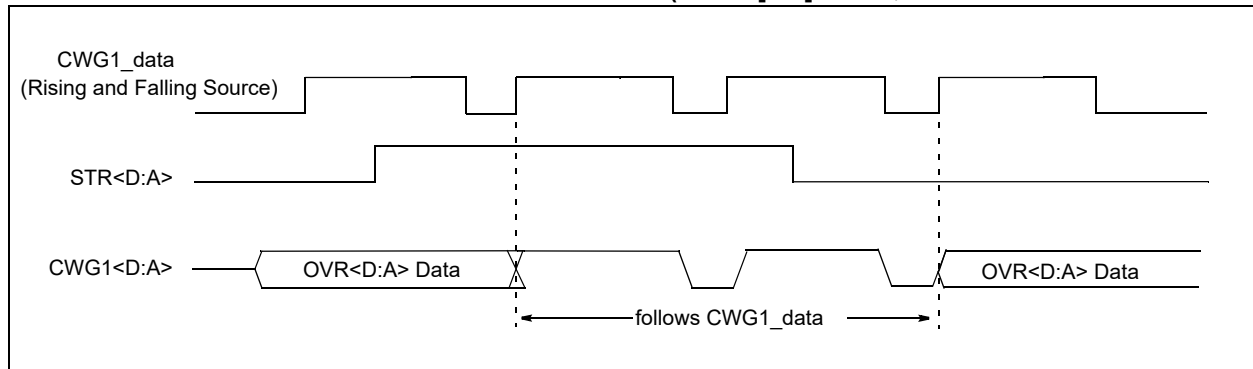 CWG1_data
(Rising and Falling Source)
STR<D:A>
CWG1<D:A>
OVR<D:A> Data
OVR<D:A> Data
follows CWG1_data